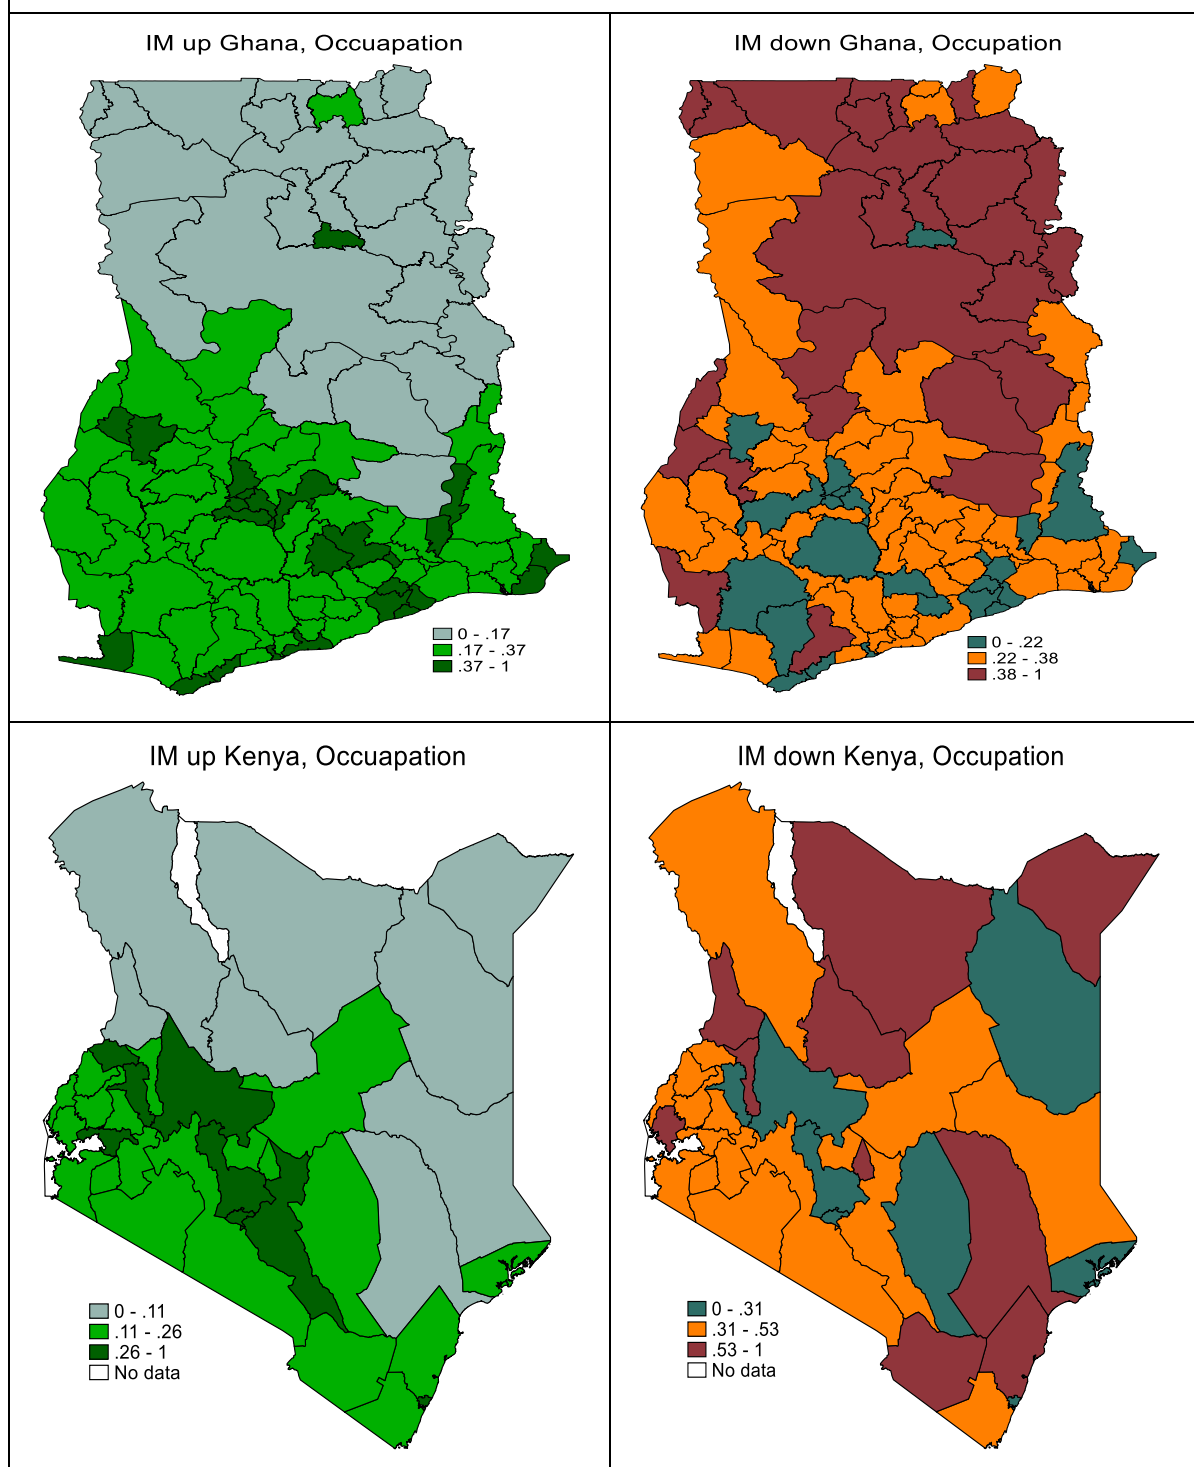 IM up Ghana, Occuapation
0 - .17
.17 - .37
.37 - 1
IM down Ghana, Occupation
0 - .22
.22 - .38
.38 - 1
IM up Kenya, Occuapation
0 - .11
.11 - .26
.26 - 1
No data
IM down Kenya, Occupation
0 - .31
.31 - .53
.53 - 1
No data